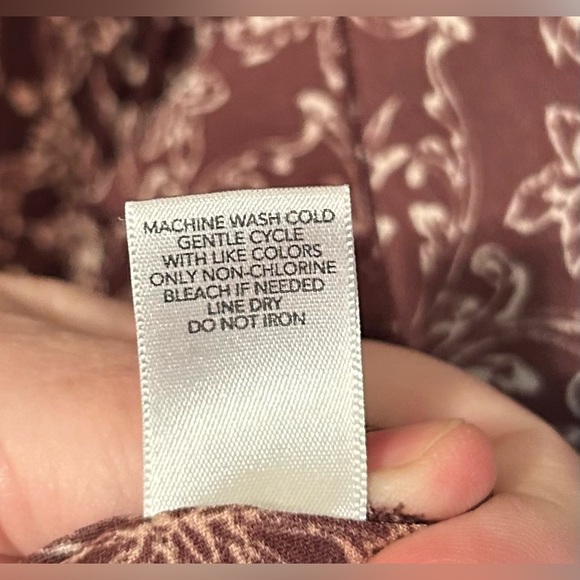 MACHINE WASH COLD
GENTLE CYCLE
WITH LIKE COLORS
ONLY NON-CHLORINE
BLEACH IF NEEDED
LINE DRY
DO NOT IRON